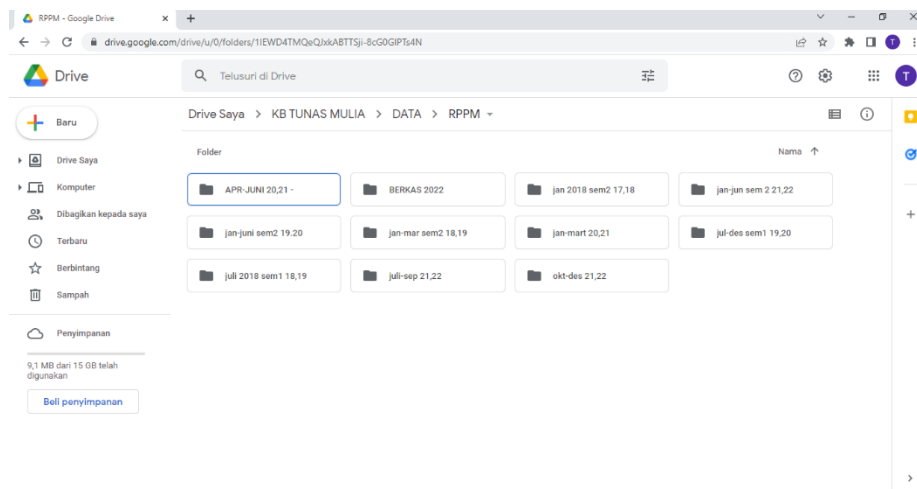 RPPM - Google Drive
drive.google.com/drive/u/0/folders/1IEWD4TMQeQJxkABTTSji-8cG0GIPTs4N
T
Drive
Telusuri di Drive
T
Baru
Drive Saya > KB TUNAS MULIA > DATA > RPPM
Folder
Nama
Drive Saya
Komputer
Dibagikan kepada saya
Terbaru
Berbintang
Sampah
Penyimpanan
9,1 MB dari 15 GB telah
digunakan
Beli penyimpanan
APR-JUNI 20,21 -
BERKAS 2022
jan 2018 sem2 17,18
jan-jun sem 2 21,22
jan-juni sem2 19.20
jan-mar sem2 18,19
jan-mart 20,21
jul-des sem1 19,20
juli 2018 sem1 18,19
juli-sep 21,22
okt-des 21,22